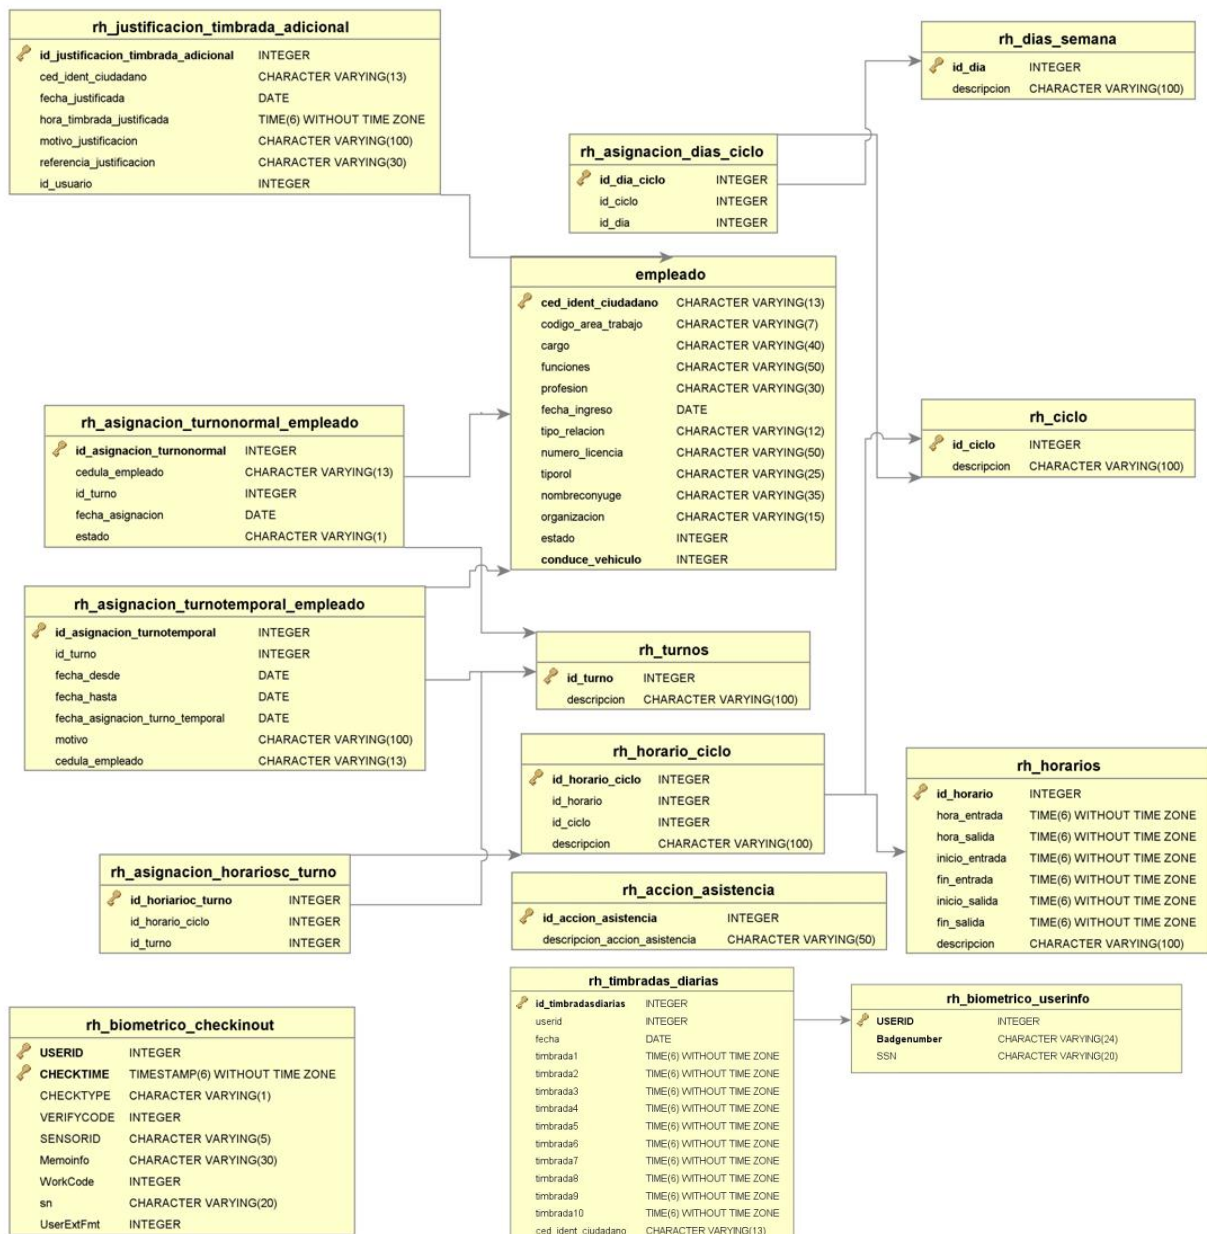 rh_justificacion_timbrada_adicional
id_justificacion_timbrada_adicional INTEGER
ced_ident_ciudadano CHARACTER VARYING(13)
fecha_justificada DATE
hora_timbrada_justificada TIME(6) WITHOUT TIME ZONE
motivo_justificacion CHARACTER VARYING(100)
referencia_justificacion CHARACTER VARYING(30)
id_usuario INTEGER
rh_dias_semana
id_dia INTEGER
descripcion CHARACTER VARYING(100)
rh_asignacion_dias_ciclo
id_dia_ciclo INTEGER
id_ciclo INTEGER
id_dia INTEGER
empleado
ced_ident_ciudadano CHARACTER VARYING(13)
codigo_area_trabajo CHARACTER VARYING(7)
cargo CHARACTER VARYING(40)
funciones CHARACTER VARYING(50)
profesion CHARACTER VARYING(30)
fecha_ingreso DATE
tipo_relacion CHARACTER VARYING(12)
numero_licencia CHARACTER VARYING(50)
tiporol CHARACTER VARYING(25)
nombreconyuge CHARACTER VARYING(35)
organizacion CHARACTER VARYING(15)
estado INTEGER
conduce_vehiculo INTEGER
rh_asignacion_turnonormal_empleado
id_asignacion_turnonormal INTEGER
cedula_empleado CHARACTER VARYING(13)
id_turno INTEGER
fecha_asignacion DATE
estado CHARACTER VARYING(1)
rh_ciclo
id_ciclo INTEGER
descripcion CHARACTER VARYING(100)
rh_asignacion_turnotemporal_empleado
id_asignacion_turnotemporal INTEGER
id_turno INTEGER
fecha_desde DATE
fecha_hasta DATE
fecha_asignacion_turno_temporal DATE
motivo CHARACTER VARYING(100)
cedula_empleado CHARACTER VARYING(13)
rh_turnos
id_turno INTEGER
descripcion CHARACTER VARYING(100)
rh_horario_ciclo
id_horario_ciclo INTEGER
id_horario INTEGER
id_ciclo INTEGER
descripcion CHARACTER VARYING(100)
rh_horarios
id_horario INTEGER
hora_entrada TIME(6) WITHOUT TIME ZONE
hora_salida TIME(6) WITHOUT TIME ZONE
inicio_entrada TIME(6) WITHOUT TIME ZONE
fin_entrada TIME(6) WITHOUT TIME ZONE
inicio_salida TIME(6) WITHOUT TIME ZONE
fin_salida TIME(6) WITHOUT TIME ZONE
descripcion CHARACTER VARYING(100)
rh_asignacion_horariosc_turno
id_horiarioc_turno INTEGER
id_horario_ciclo INTEGER
id_turno INTEGER
rh_accion_asistencia
id_accion_asistencia INTEGER
descripcion_accion_asistencia CHARACTER VARYING(50)
rh_biometrico_checkinout
USERID INTEGER
CHECKTIME TIMESTAMP(6) WITHOUT TIME ZONE
CHECKTYPE CHARACTER VARYING(1)
VERIFYCODE INTEGER
SENSORID CHARACTER VARYING(5)
Memoinfo CHARACTER VARYING(30)
WorkCode INTEGER
sn CHARACTER VARYING(20)
UserExtFmt INTEGER
rh_timbradas_diarias
id_timbradasdiarias INTEGER
userid INTEGER
fecha DATE
timbrada1 TIME(6) WITHOUT TIME ZONE
timbrada2 TIME(6) WITHOUT TIME ZONE
timbrada3 TIME(6) WITHOUT TIME ZONE
timbrada4 TIME(6) WITHOUT TIME ZONE
timbrada5 TIME(6) WITHOUT TIME ZONE
timbrada6 TIME(6) WITHOUT TIME ZONE
timbrada7 TIME(6) WITHOUT TIME ZONE
timbrada8 TIME(6) WITHOUT TIME ZONE
timbrada9 TIME(6) WITHOUT TIME ZONE
timbrada10 TIME(6) WITHOUT TIME ZONE
ced_ident_ciudadano CHARACTER VARYING(13)
rh_biometrico_userinfo
USERID INTEGER
Badgenumber CHARACTER VARYING(24)
SSN CHARACTER VARYING(20)